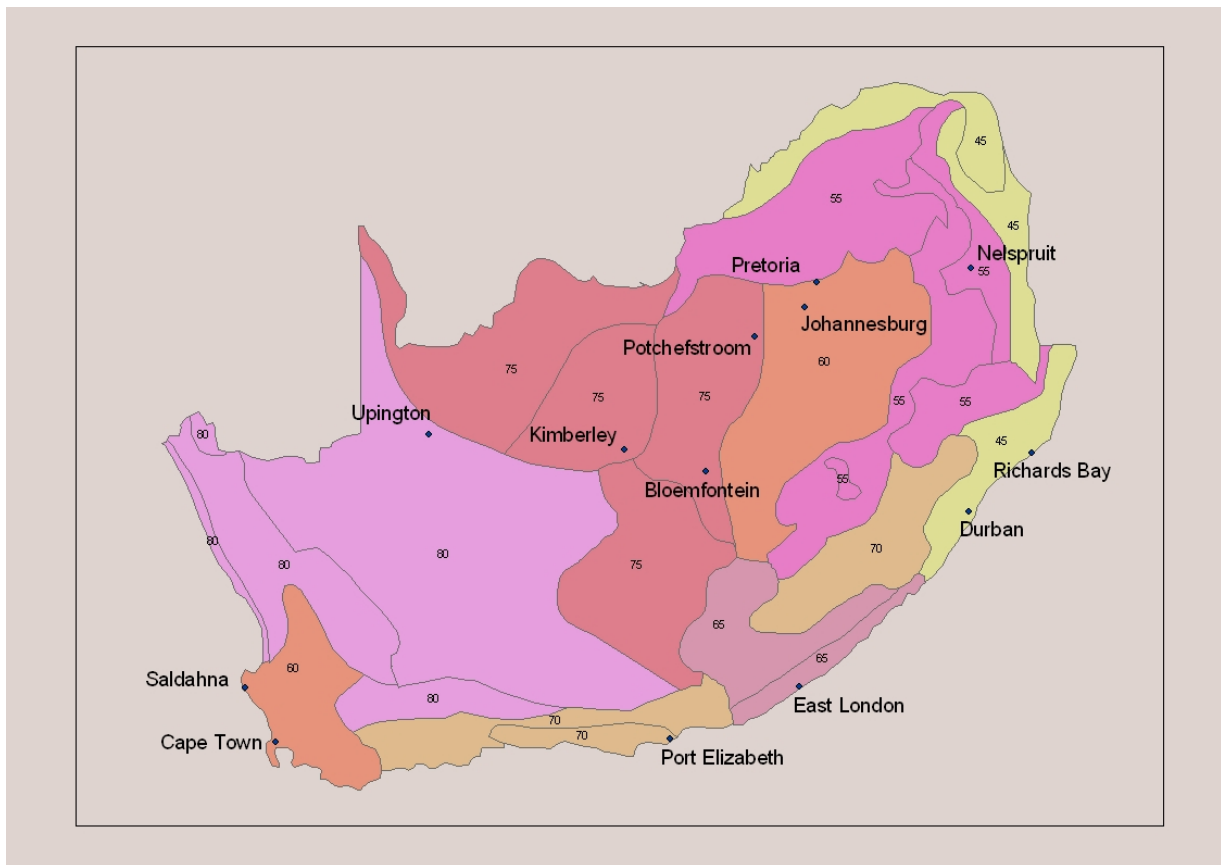 45
55
45
Pretoria
Nelspruit
55
Johannesburg
Potchefstroom
60
75
75
75
55
55
Upington
Kimberley
80
45
Richards Bay
Bloemfontein
55
Durban
80
80
70
80
75
65
65
60
Saldahna
80
East London
70
70
Cape Town
Port Elizabeth